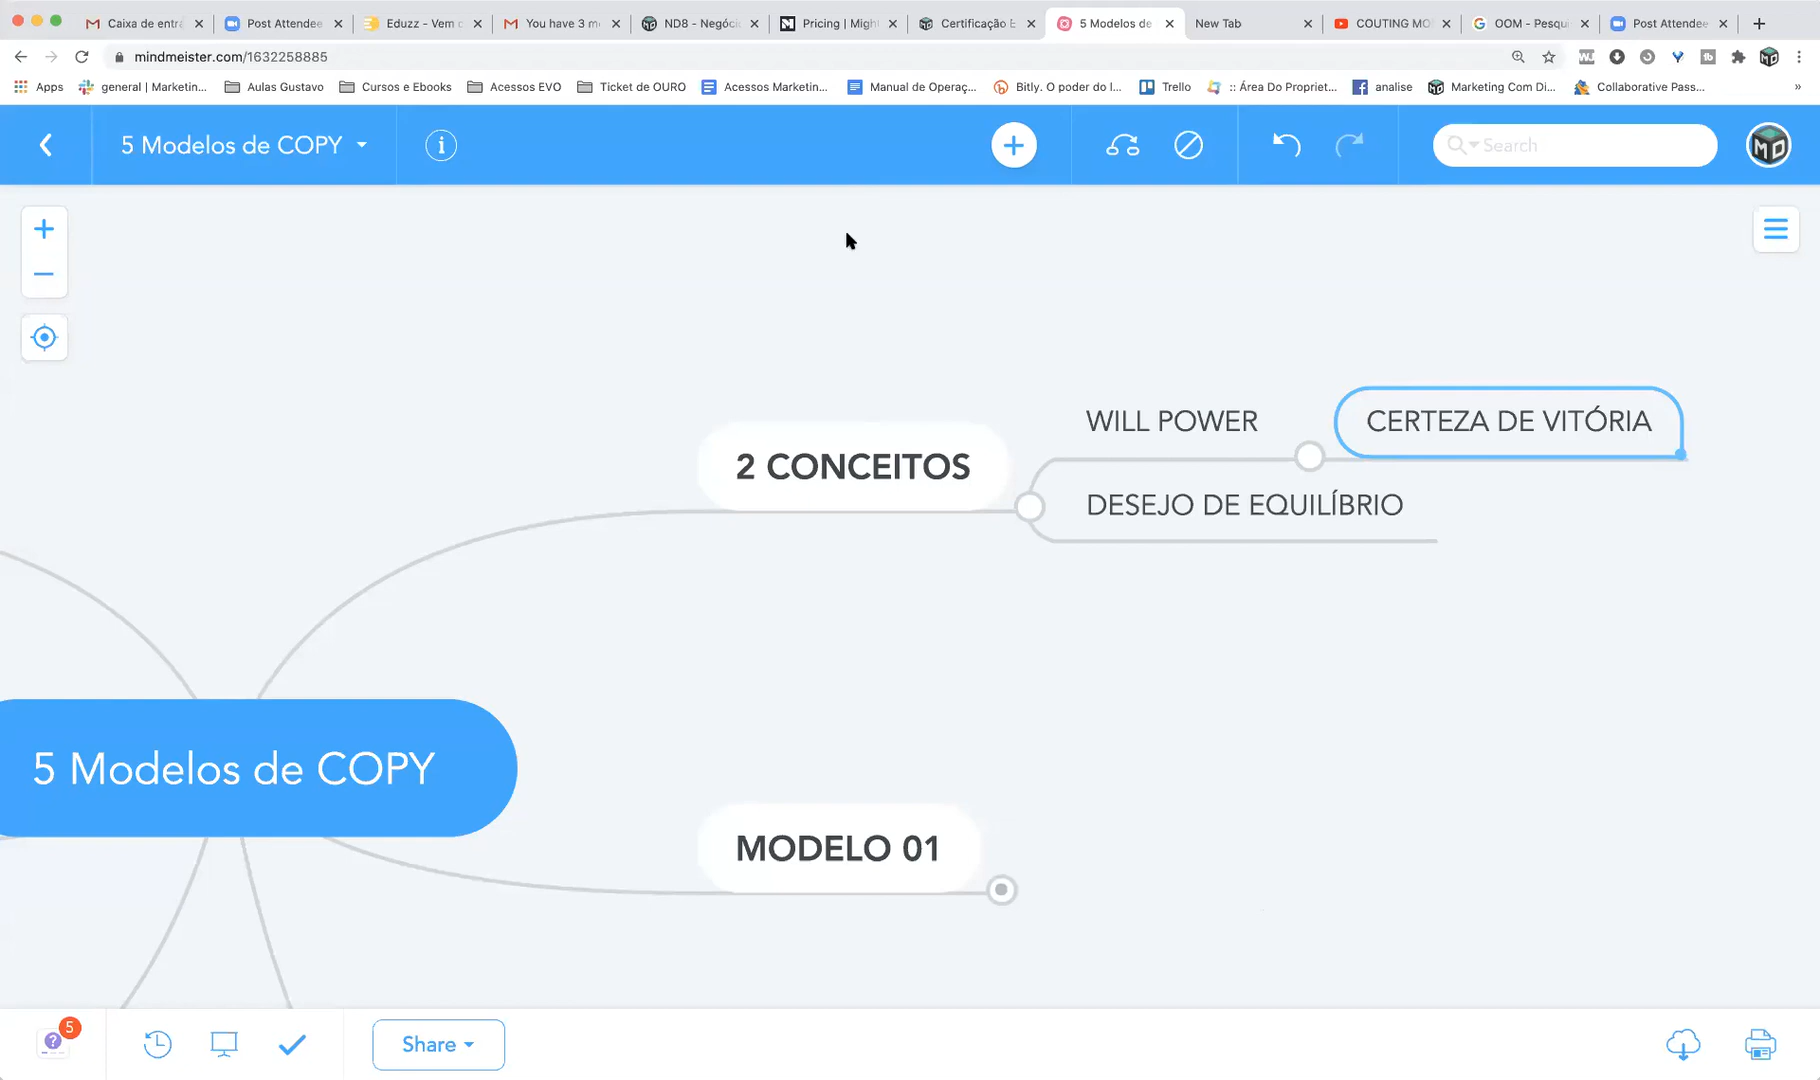 Caixa de entra
Post Attendee
Eduzz - Vem c
You have 3 m
ND8 - Negóci
Pricing | Migh
Certificação E
5 Modelos de
New Tab
COUTING MO
OOM - Pesqui
Post Attendee
mindmeister.com/1632258885
Apps
general | Marketin...
Aulas Gustavo
Cursos e Ebooks
Acessos EVO
Ticket de OURO
Acessos Marketin...
Manual de Operaç...
Bitly. O poder do l...
Trello
:: Área Do Propriet...
analise
Marketing Com Di...
Collaborative Pass...
»
5 Modelos de COPY
Search
MD
WILL POWER
CERTEZA DE VITÓRIA
2 CONCEITOS
DESEJO DE EQUILÍBRIO
5 Modelos de COPY
MODELO 01
5
Share